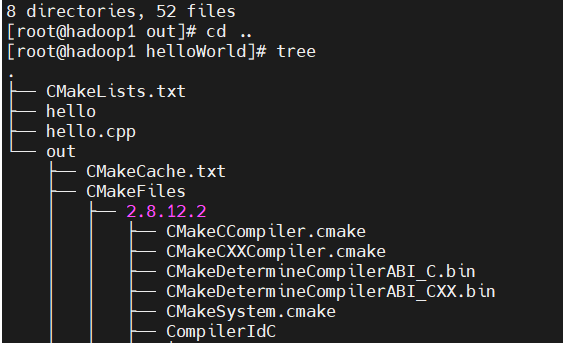 8 directories, 52 files
[root@hadoop1 out]# cd ..
[root@hadoop1 helloWorld]# tree
.
├── CMakeLists.txt
├── hello
├── hello.cpp
└── out
    ├── CMakeCache.txt
    ├── CMakeFiles
    │   ├── 2.8.12.2
    │   │   ├── CMakeCCompiler.cmake
    │   │   ├── CMakeCXXCompiler.cmake
    │   │   ├── CMakeDetermineCompilerABI_C.bin
    │   │   ├── CMakeDetermineCompilerABI_CXX.bin
    │   │   ├── CMakeSystem.cmake
    │   │   ├── CompilerIdC